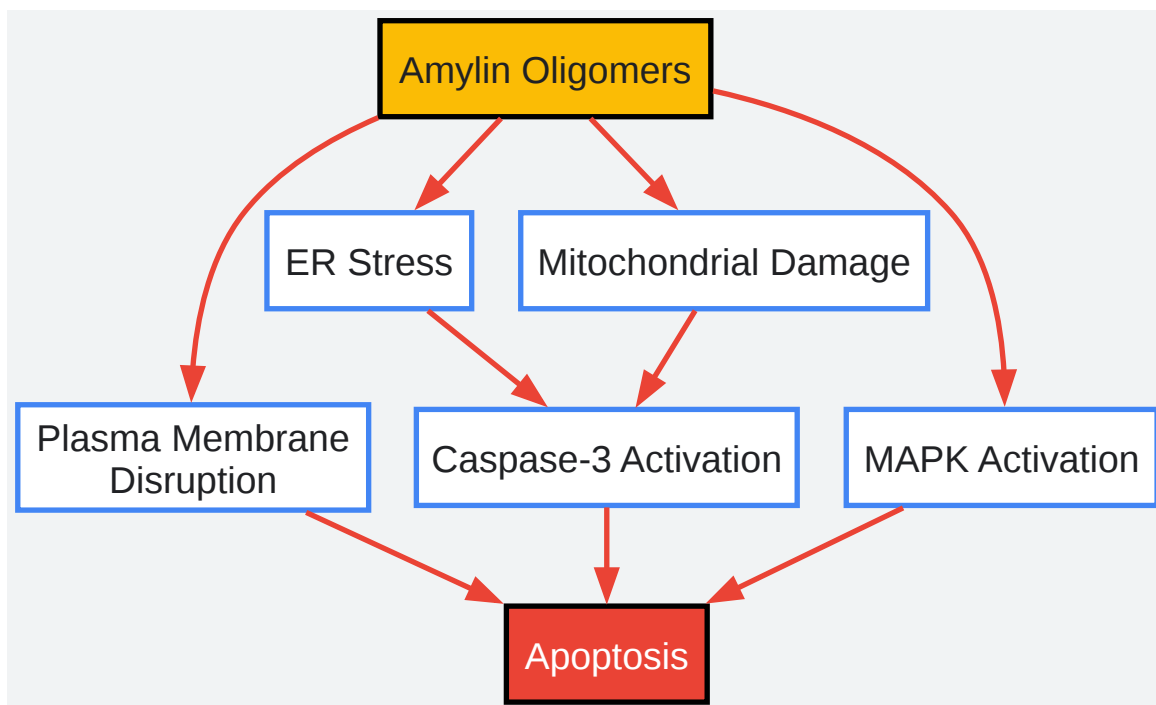 Amylin Oligomers
ER Stress
Mitochondrial Damage
Plasma Membrane
Disruption
Caspase-3 Activation
MAPK Activation
Apoptosis